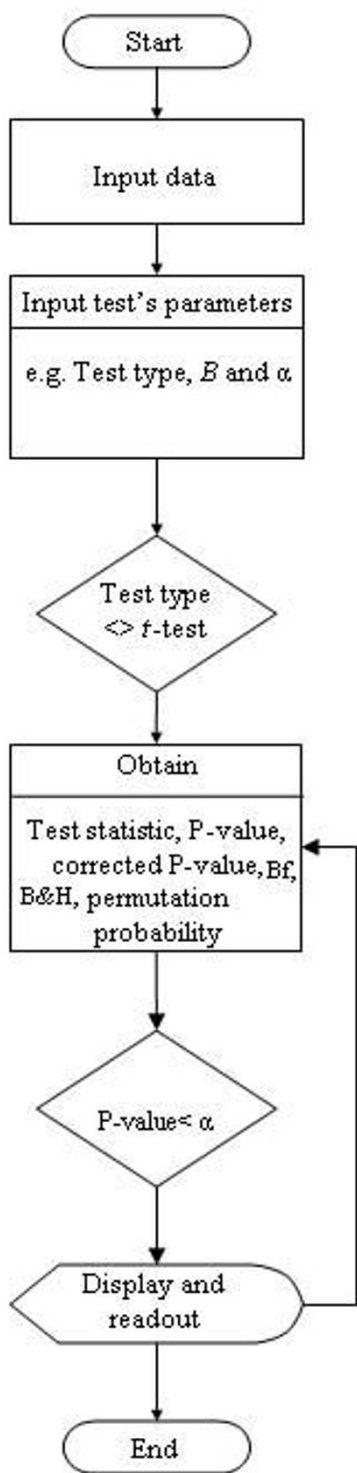 Start
Input data
Input test's parameters
e.g. Test type, B and α
Test type
<> t-test
Obtain
Test statistic, P-value,
corrected P-value, Bf,
B&H, permutation
probability
P-value< α
Display and
readout
End